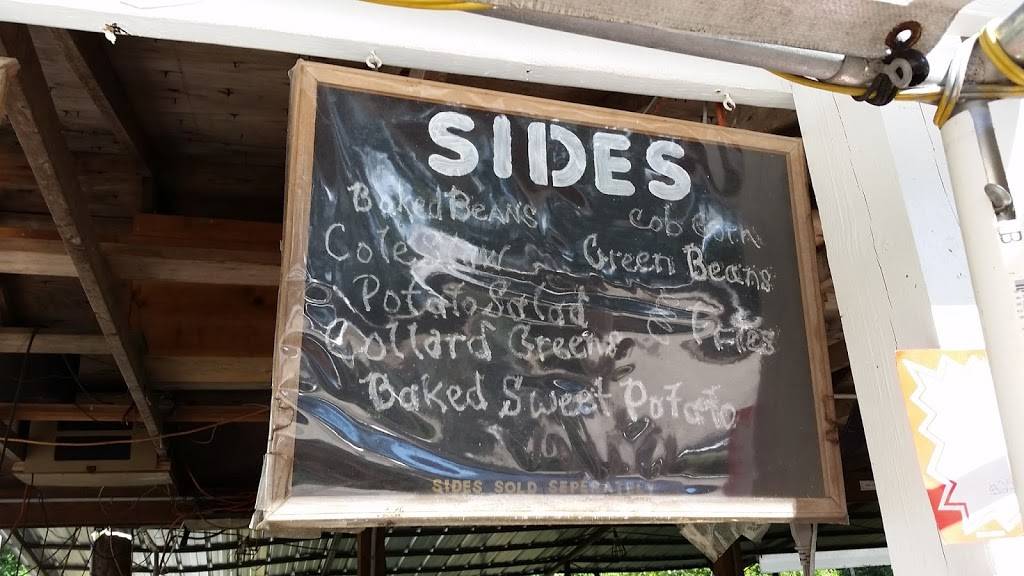 SIDES
Baked Beans Cob Corn
Cole Slaw Green Beans
Potato Salad
Collard Greens Fries
Baked Sweet Potato
SIDES SOLD SEPERATELY